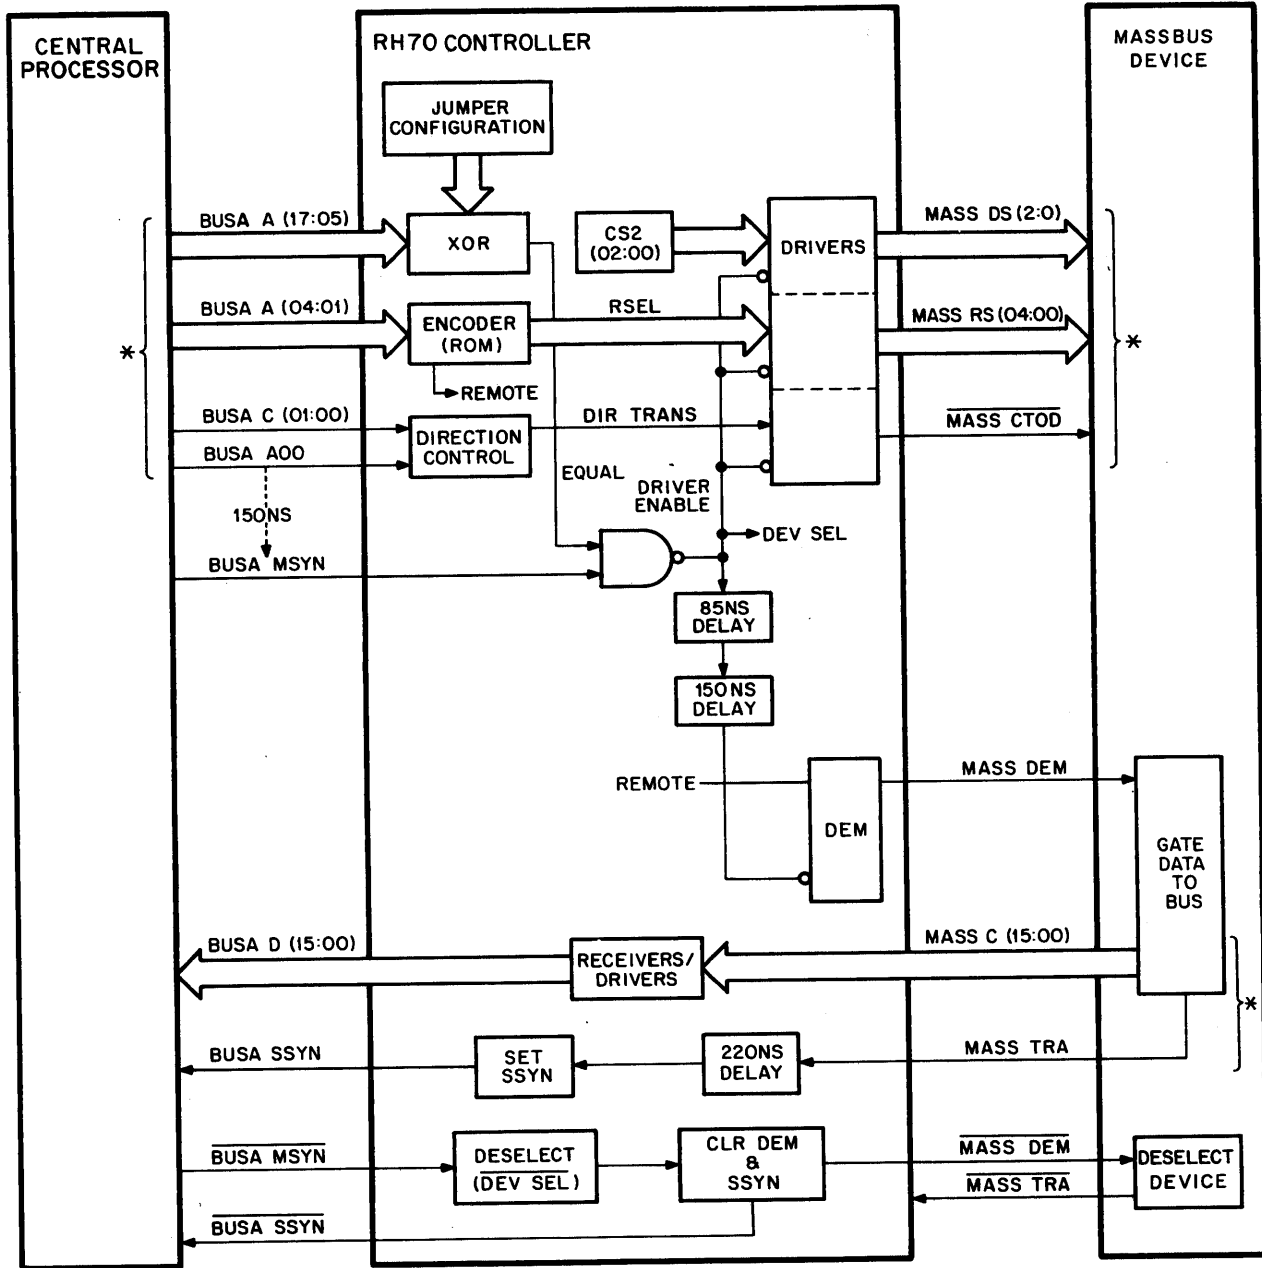 CENTRAL
PROCESSOR
RH70 CONTROLLER
MASSBUS
DEVICE
JUMPER
CONFIGURATION
BUSA A (17:05)
XOR
CS2
(02:00)
DRIVERS
MASS DS (2:0)
BUSA A (04:01)
ENCODER
(ROM)
RSEL
MASS RS (04:00)
*
*
REMOTE
BUSA C (01:00)
DIRECTION
CONTROL
DIR TRANS
MASS CTOD
BUSA A00
EQUAL
DRIVER
ENABLE
150NS
DEV SEL
BUSA MSYN
85NS
DELAY
150NS
DELAY
REMOTE
DEM
MASS DEM
GATE
DATA
TO
BUS
BUSA D (15:00)
RECEIVERS/
DRIVERS
MASS C (15:00)
*
BUSA SSYN
SET
SSYN
220NS
DELAY
MASS TRA
BUSA MSYN
DESELECT
(DEV SEL)
CLR DEM
&
SSYN
MASS DEM
DESELECT
DEVICE
MASS TRA
BUSA SSYN